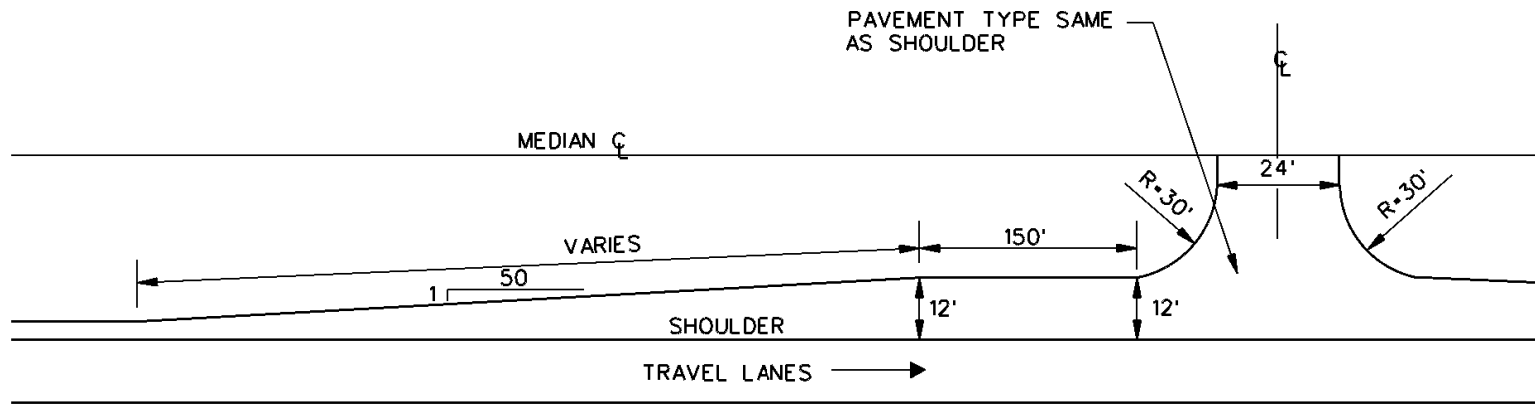 PAVEMENT TYPE SAME
AS SHOULDER
℄
MEDIAN ℄
24'
R=30'
R=30'
VARIES
150'
50
1
12'
12'
SHOULDER
TRAVEL LANES